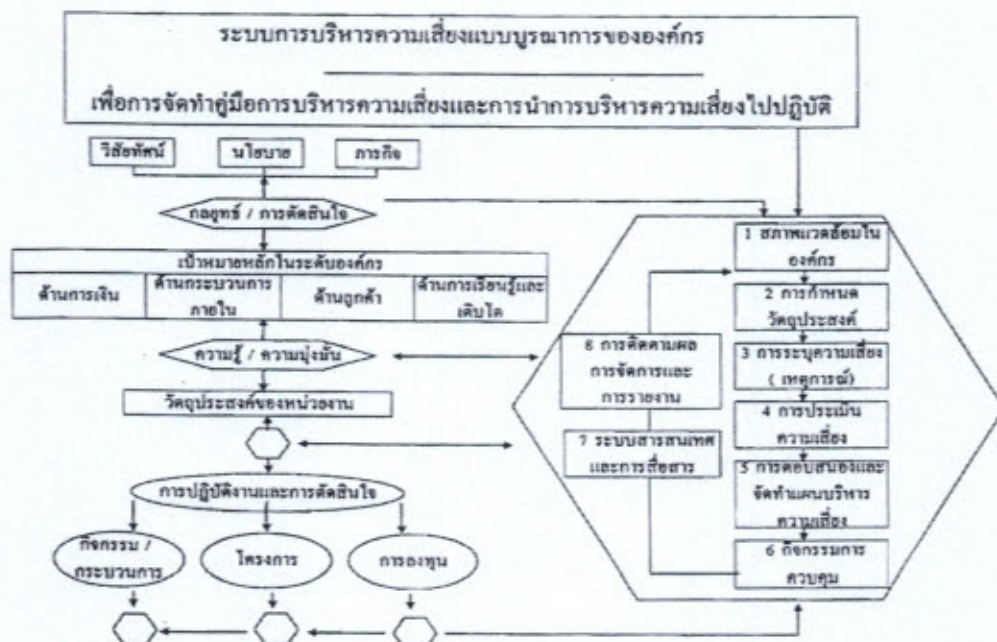 ระบบการบริหารความเสี่ยงแบบบูรณาการขององค์กร
เพื่อการจัดทำคู่มือการบริหารความเสี่ยงและการนำการบริหารความเสี่ยงไปปฏิบัติ
วิสัยทัศน์
นโยบาย
ภารกิจ
กลยุทธ์ / การตัดสินใจ
เป้าหมายหลักในระดับองค์กร
ด้านการเงิน
ด้านกระบวนการ
ภายใน
ด้านลูกค้า
ด้านการเรียนรู้และ
เติบโต
ความรู้ / ความมุ่งมั่น
วัตถุประสงค์ของหน่วยงาน
การปฏิบัติงานและการตัดสินใจ
กิจกรรม /
กระบวนการ
โครงการ
การลงทุน
1 สภาพแวดล้อมใน
องค์กร
2 การกำหนด
วัตถุประสงค์
3 การระบุความเสี่ยง
( เหตุการณ์)
4 การประเมิน
ความเสี่ยง
5 การตอบสนองและ
จัดทำแผนบริหาร
ความเสี่ยง
6 กิจกรรมการ
ควบคุม
7 ระบบสารสนเทศ
และการสื่อสาร
8 การติดตามผล
การจัดการและ
การรายงาน